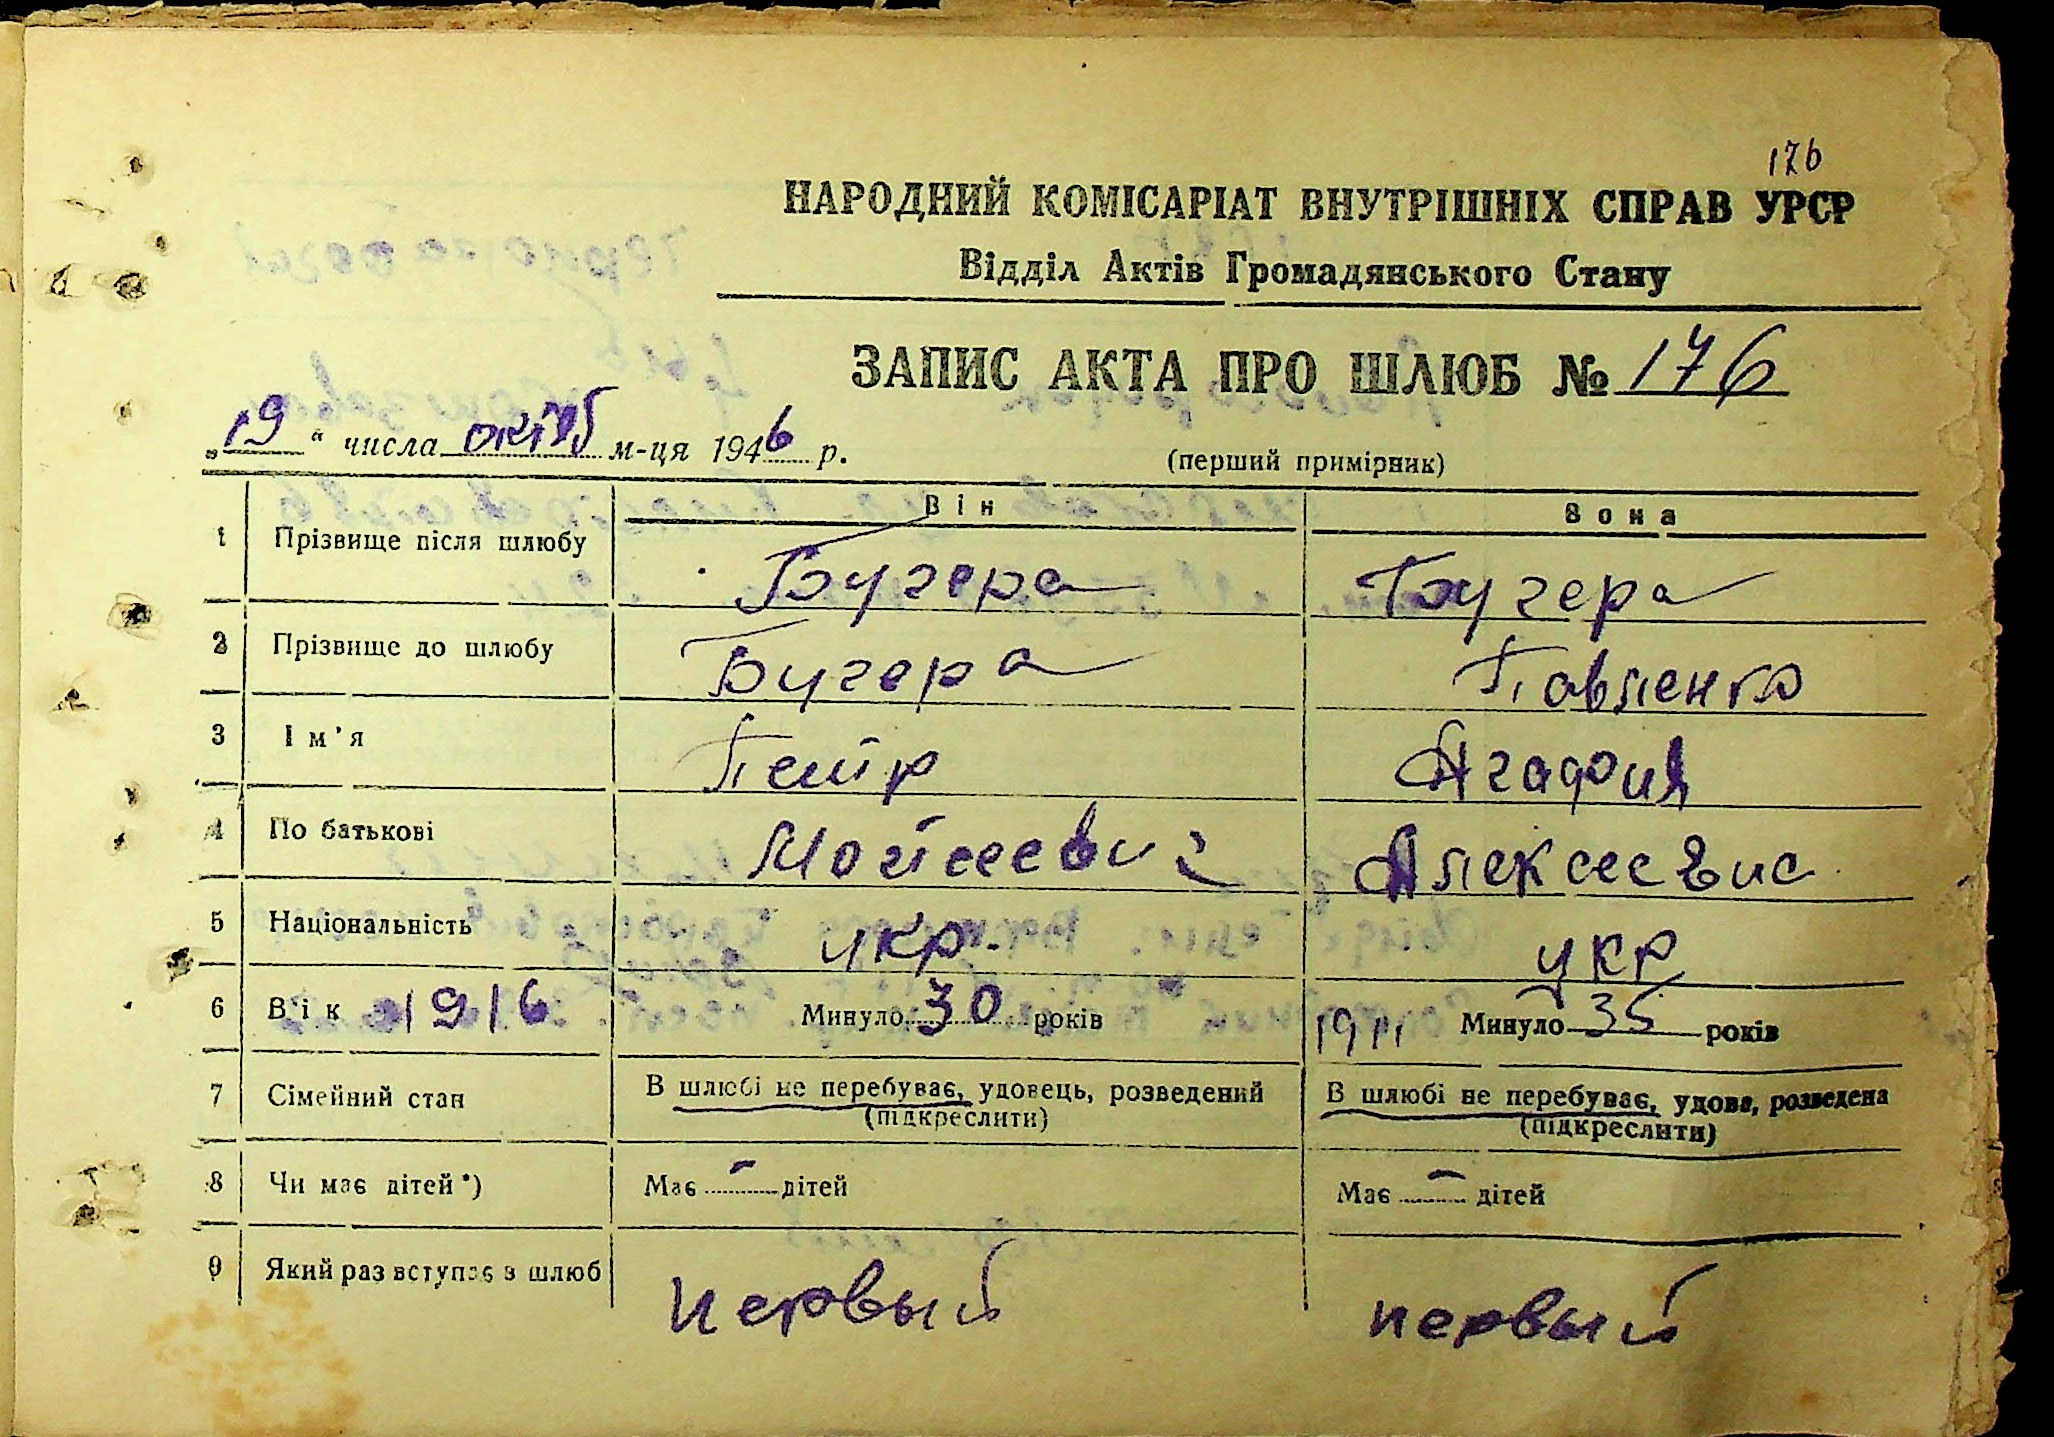 176
НАРОДНИЙ КОМІСАРІАТ ВНУТРІШНІХ СПРАВ УРСР
Відділ Актів Громадянського Стану
ЗАПИС АКТА ПРО ШЛЮБ № 176
„19“ числа октяб м-ця 1946 р. (перший примірник)
Він Вона
1 Прізвище після шлюбу Бугера Бугера
2 Прізвище до шлюбу Бугера Павленко
3 Ім'я Петр Агафия
4 По батькові Мойсеевич Алексеевна
5 Національність укр. укр
6 Вік 1916 Минуло 30 років 1911 Минуло 35 років
7 Сімейний стан В шлюбі не перебуває, удовець, розведений В шлюбі не перебуває, удова, розведена
(підкреслити) (підкреслити)
8 Чи має дітей*) Має - дітей Має - дітей
9 Який раз вступає в шлюб первый первый